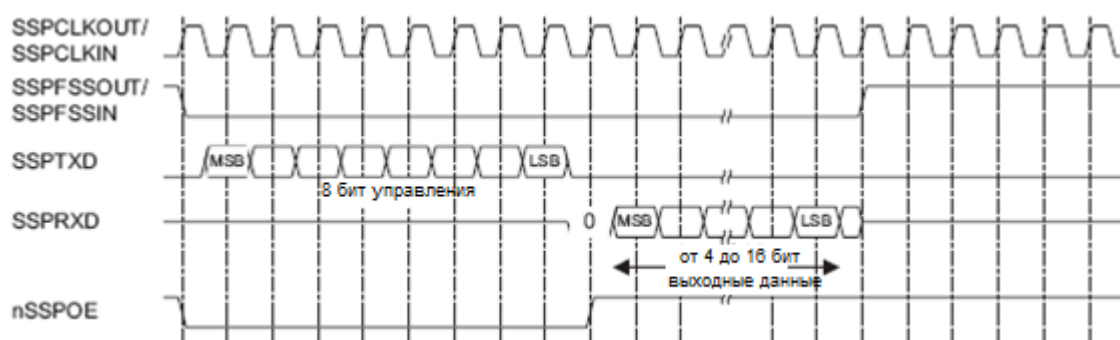 SSPCLKOUT/
SSPCLKIN
SSPFSSOUT/
SSPFSSIN
SSPTXD
MSB
LSB
8 бит управления
SSPRXD
0
MSB
LSB
от 4 до 16 бит
выходные данные
nSSPOE